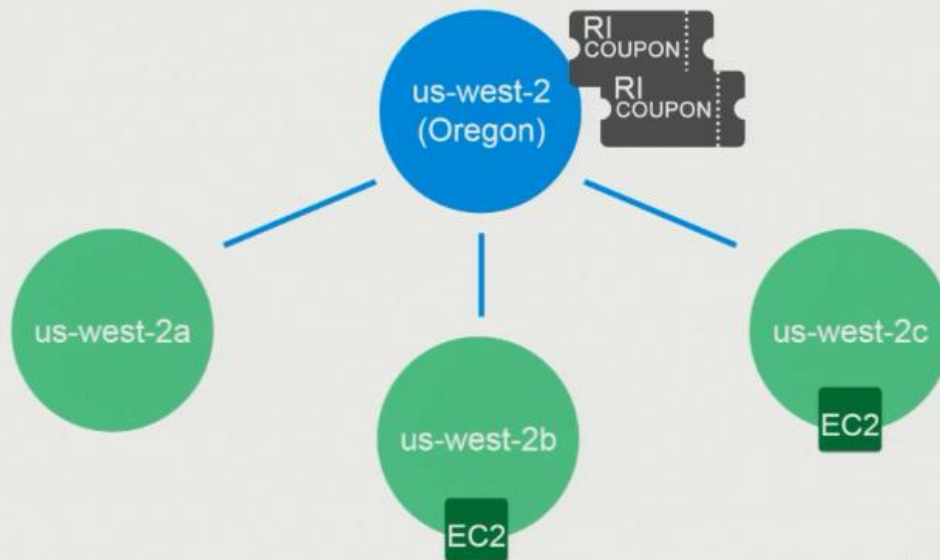 us-west-2
(Oregon)
RI
COUPON
RI
COUPON
us-west-2a
us-west-2b
EC2
us-west-2c
EC2